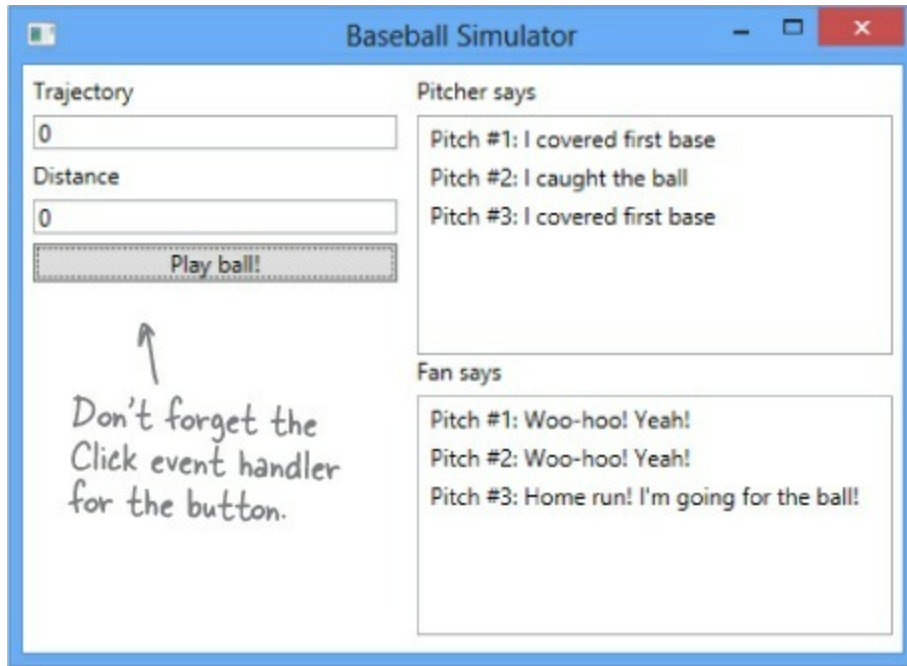 Baseball Simulator
Trajectory
0
Distance
0
Play ball!
Don't forget the
Click event handler
for the button.
Pitcher says
Pitch #1: I covered first base
Pitch #2: I caught the ball
Pitch #3: I covered first base
Fan says
Pitch #1: Woo-hoo! Yeah!
Pitch #2: Woo-hoo! Yeah!
Pitch #3: Home run! I'm going for the ball!